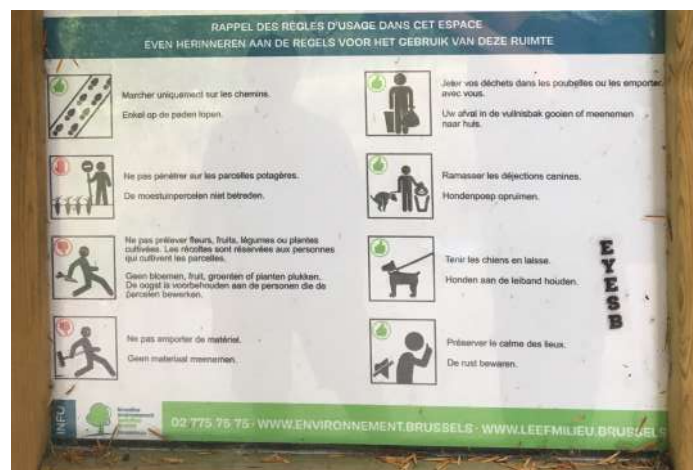 RAPPEL DES RÈGLES D'USAGE DANS CET ESPACE
EVEN HERINNEREN AAN DE REGELS VOOR HET GEBRUIK VAN DEZE RUIMTE
Marcher uniquement sur les chemins.
Enkel op de paden lopen.
Ne pas pénétrer sur les parcelles potagères.
De moestuinpercelen niet betreden.
Ne pas prélever fleurs, fruits, légumes ou plantes
cultivées. Les récoltes sont réservées aux personnes
qui cultivent les parcelles.
Geen bloemen, fruit, groenten of planten plukken.
De oogst is voorbehouden aan de personen die de
percelen bewerken.
Ne pas emporter de matériel.
Geen materiaal meenemen.
Jeter vos déchets dans les poubelles ou les emporter
avec vous.
Uw afval in de vuilnisbak gooien of meenemen
naar huis.
Ramasser les déjections canines.
Hondenpoep opruimen.
Tenir les chiens en laisse.
Honden aan de leiband houden.
Préserver le calme des lieux.
De rust bewaren.
EYESB
INFO
02 775 75 75 · WWW.ENVIRONNEMENT.BRUSSELS · WWW.LEEFMILIEU.BRUSSELS